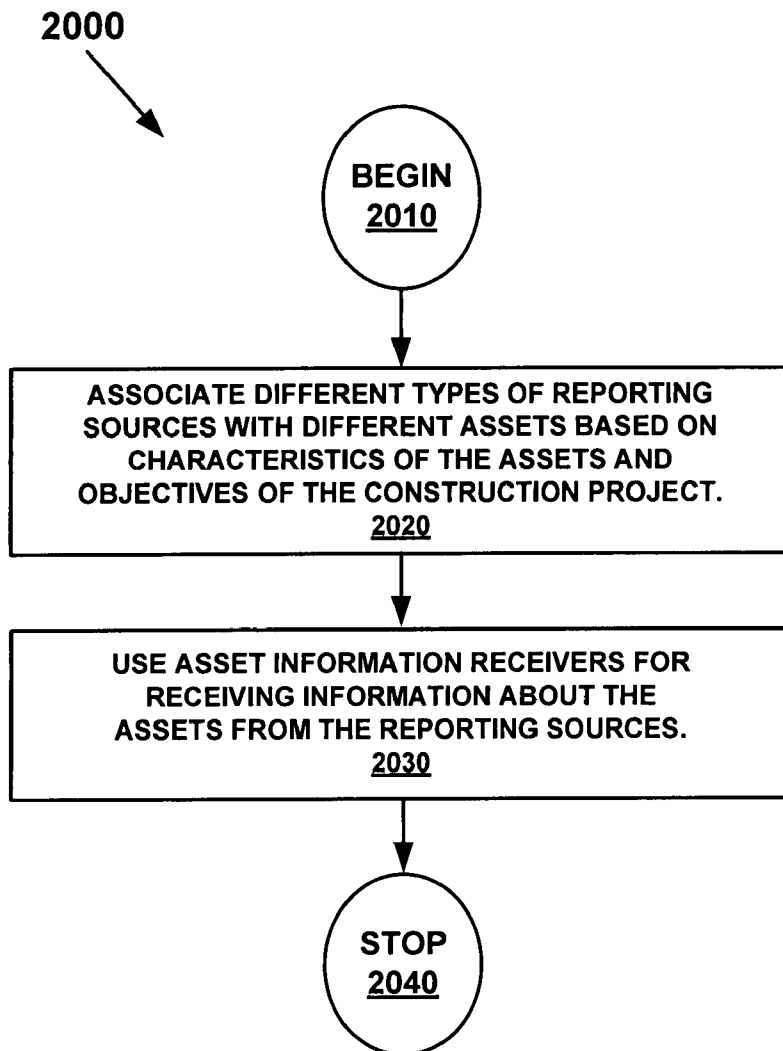 2000
BEGIN
2010
ASSOCIATE DIFFERENT TYPES OF REPORTING
SOURCES WITH DIFFERENT ASSETS BASED ON
CHARACTERISTICS OF THE ASSETS AND
OBJECTIVES OF THE CONSTRUCTION PROJECT.
2020
USE ASSET INFORMATION RECEIVERS FOR
RECEIVING INFORMATION ABOUT THE
ASSETS FROM THE REPORTING SOURCES.
2030
STOP
2040